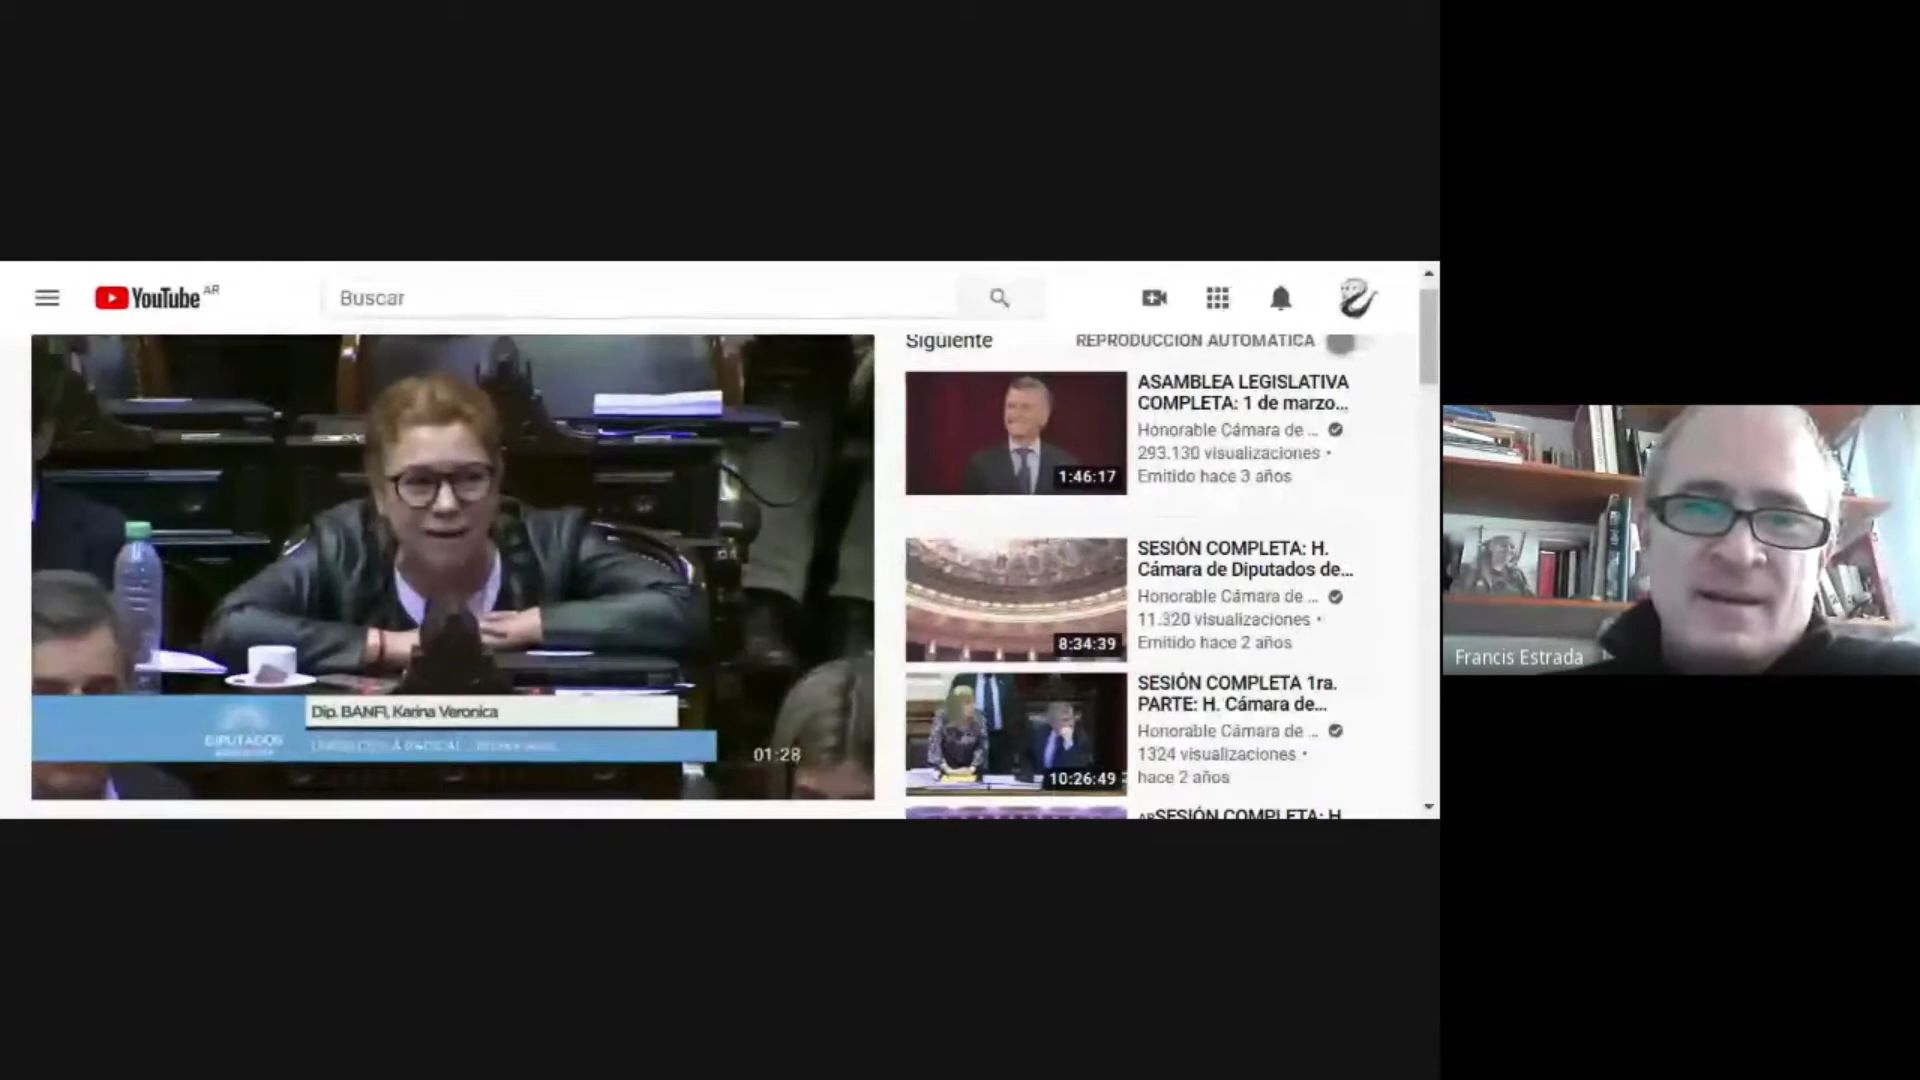 YouTube AR
Buscar
Siguiente
REPRODUCCIÓN AUTOMÁTICA
ASAMBLEA LEGISLATIVA
COMPLETA: 1 de marzo...
Honorable Cámara de ...
293.130 visualizaciones •
Emitido hace 3 años
1:46:17
SESIÓN COMPLETA: H.
Cámara de Diputados de...
Honorable Cámara de ...
11.320 visualizaciones •
Emitido hace 2 años
8:34:39
SESIÓN COMPLETA 1ra.
PARTE: H. Cámara de...
Honorable Cámara de ...
1324 visualizaciones •
hace 2 años
10:26:49
SESIÓN COMPLETA: H.
Dip. BANFI, Karina Veronica
DIPUTADOS
01:28
Francis Estrada